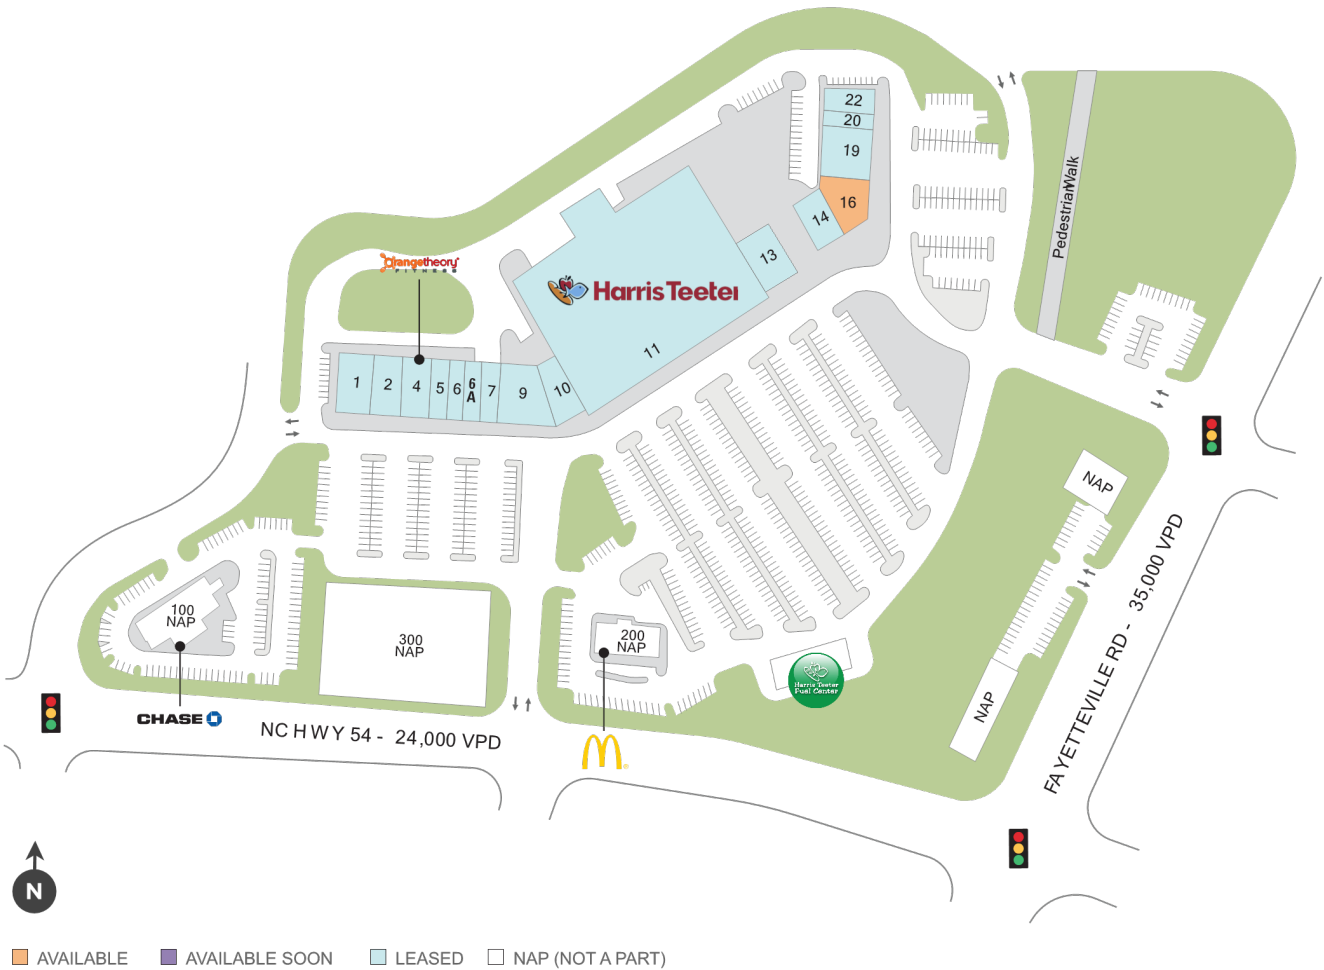 22
20
19
16
14
13
Pedestrian Walk
orangetheory
FITNESS
Harris Teeter
11
1
2
4
5
6
6
A
7
9
10
NAP
100
NAP
300
NAP
200
NAP
Harris Teeter
Fuel Center
NAP
CHASE
NC HWY 54 - 24,000 VPD
FAYETTEVILLE RD - 35,000 VPD
N
AVAILABLE
AVAILABLE SOON
LEASED
NAP (NOT A PART)